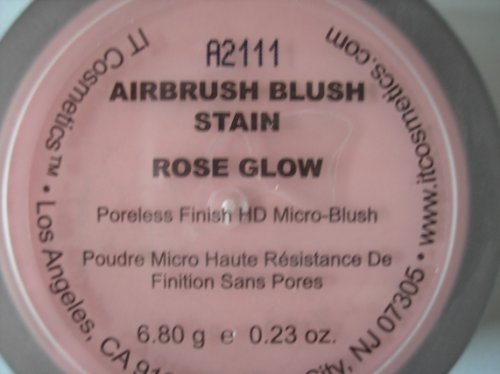 A2111
AIRBRUSH BLUSH
STAIN
ROSE GLOW
Poreless Finish HD Micro-Blush
Poudre Micro Haute Résistance De
Finition Sans Pores
6.80 g e 0.23 oz.
IT Cosmetics™ • Los Angeles, CA
City, NJ 07305 • www.itcosmetics.com